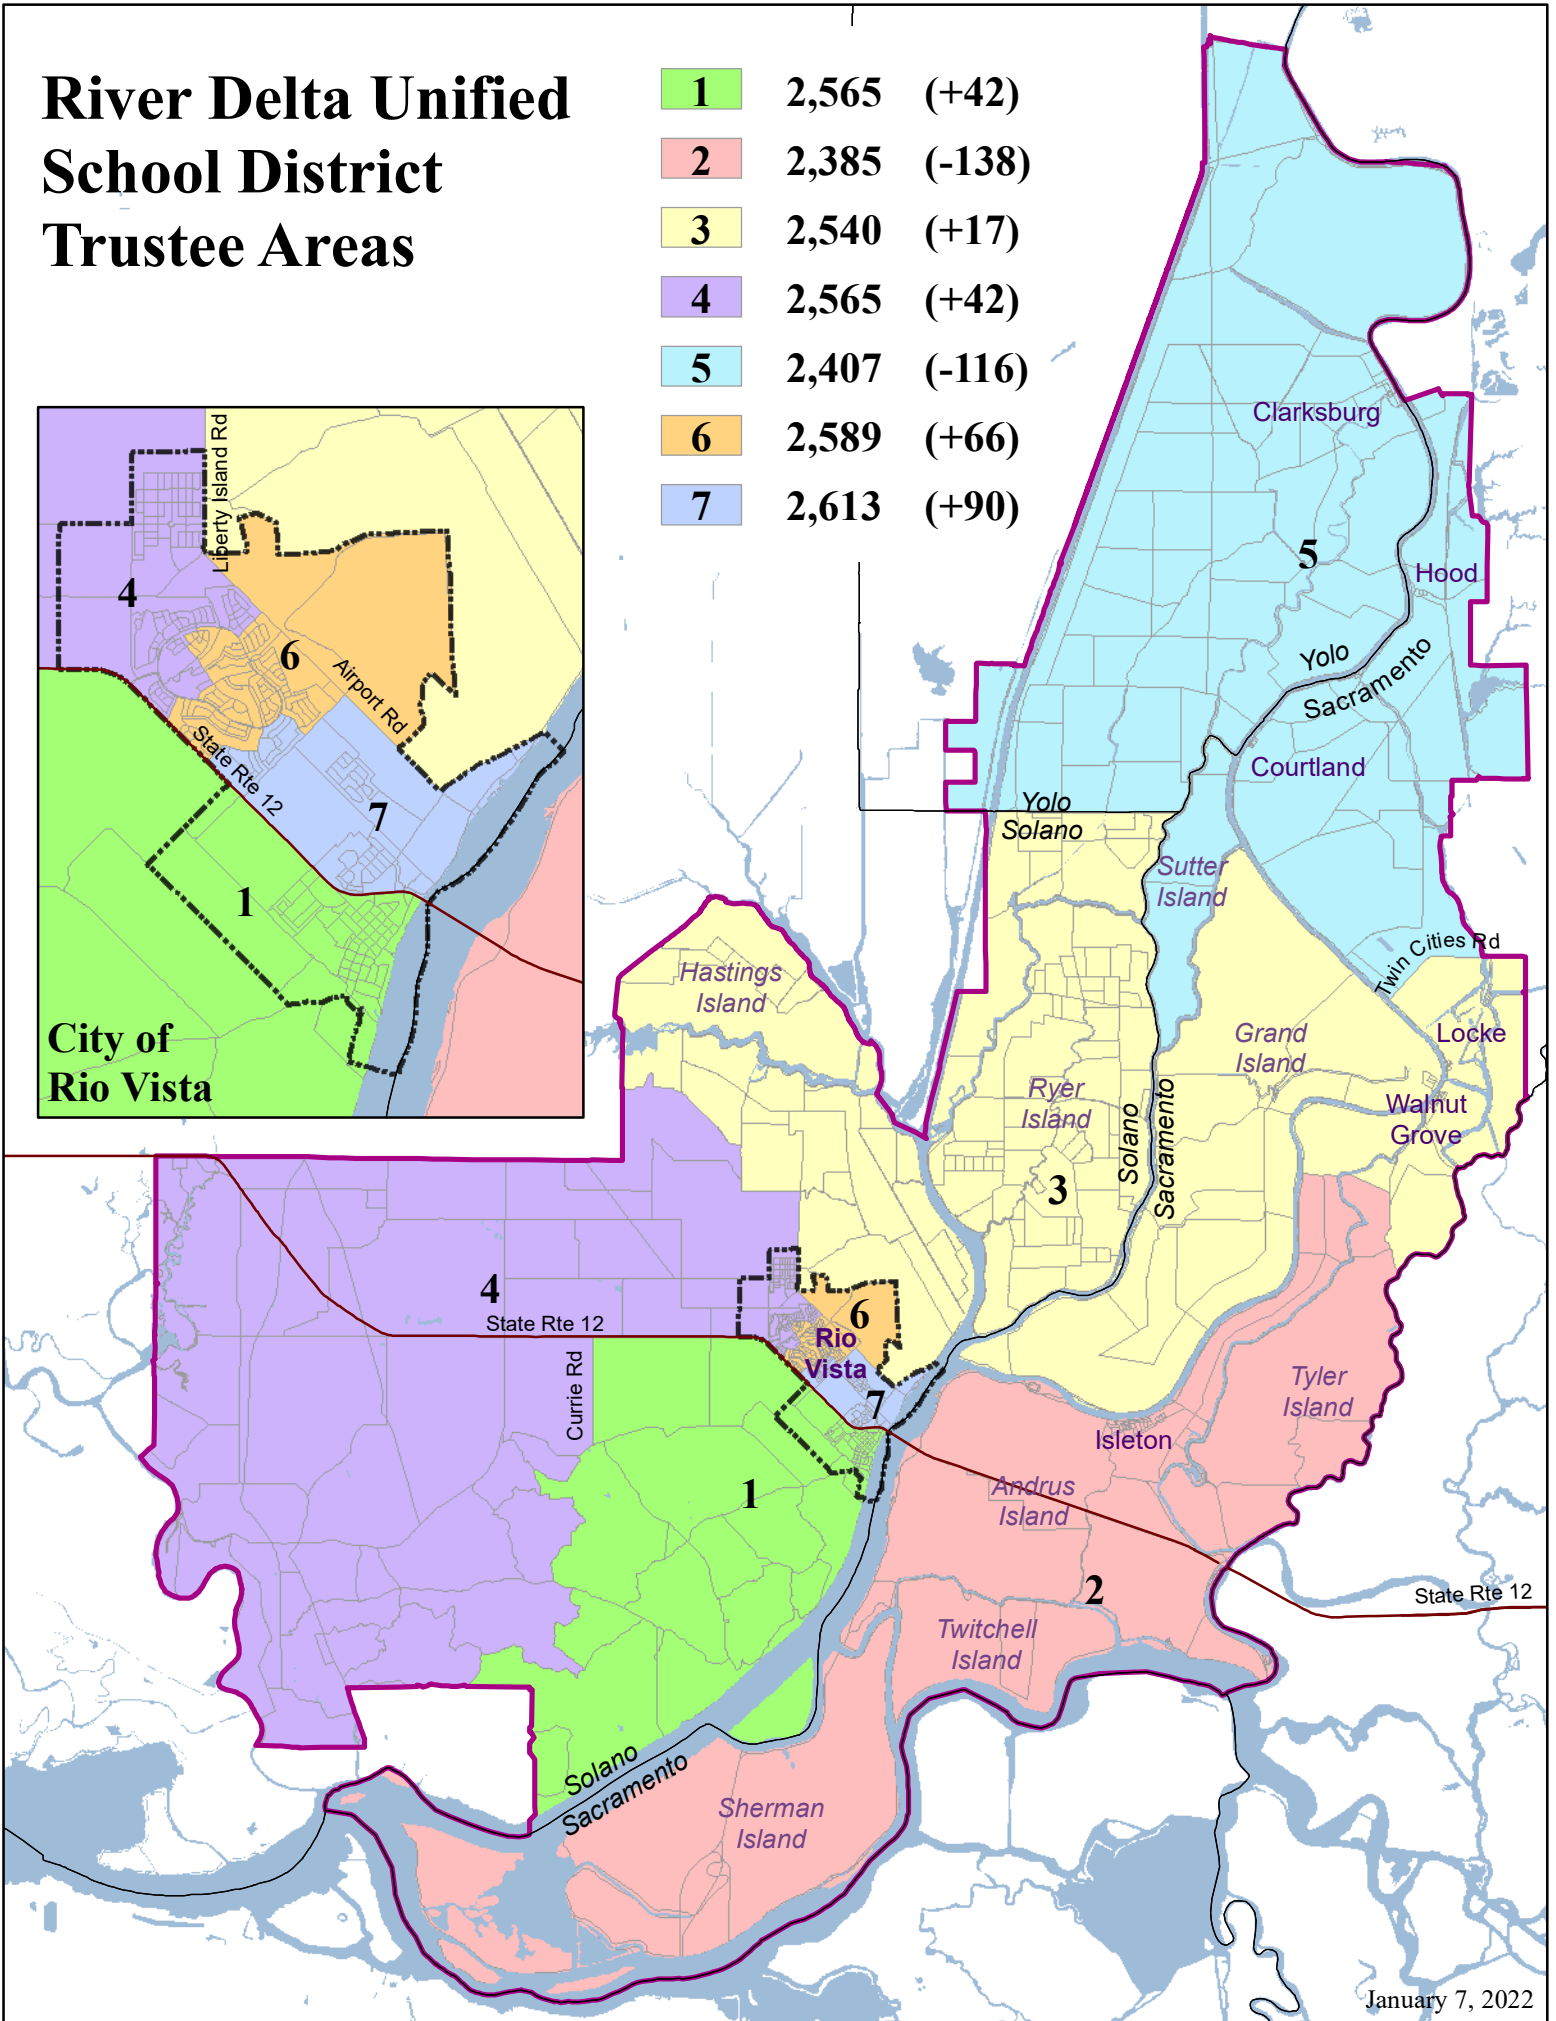 River Delta Unified
School District
Trustee Areas
1 2,565 (+42)
2 2,385 (-138)
3 2,540 (+17)
4 2,565 (+42)
5 2,407 (-116)
6 2,589 (+66)
7 2,613 (+90)
Liberty Island Rd
4
6
Airport Rd
State Rte 12
7
1
City of
Rio Vista
Clarksburg
5
Hood
Yolo
Sacramento
Courtland
Yolo
Solano
Sutter
Island
Twin Cities Rd
Hastings
Island
Grand
Island
Locke
Ryer
Island
Walnut
Grove
Solano
Sacramento
3
4
State Rte 12
6
Rio
Vista
Currie Rd
7
Tyler
Island
Isleton
1
Andrus
Island
2
State Rte 12
Twitchell
Island
Solano
Sacramento
Sherman
Island
January 7, 2022